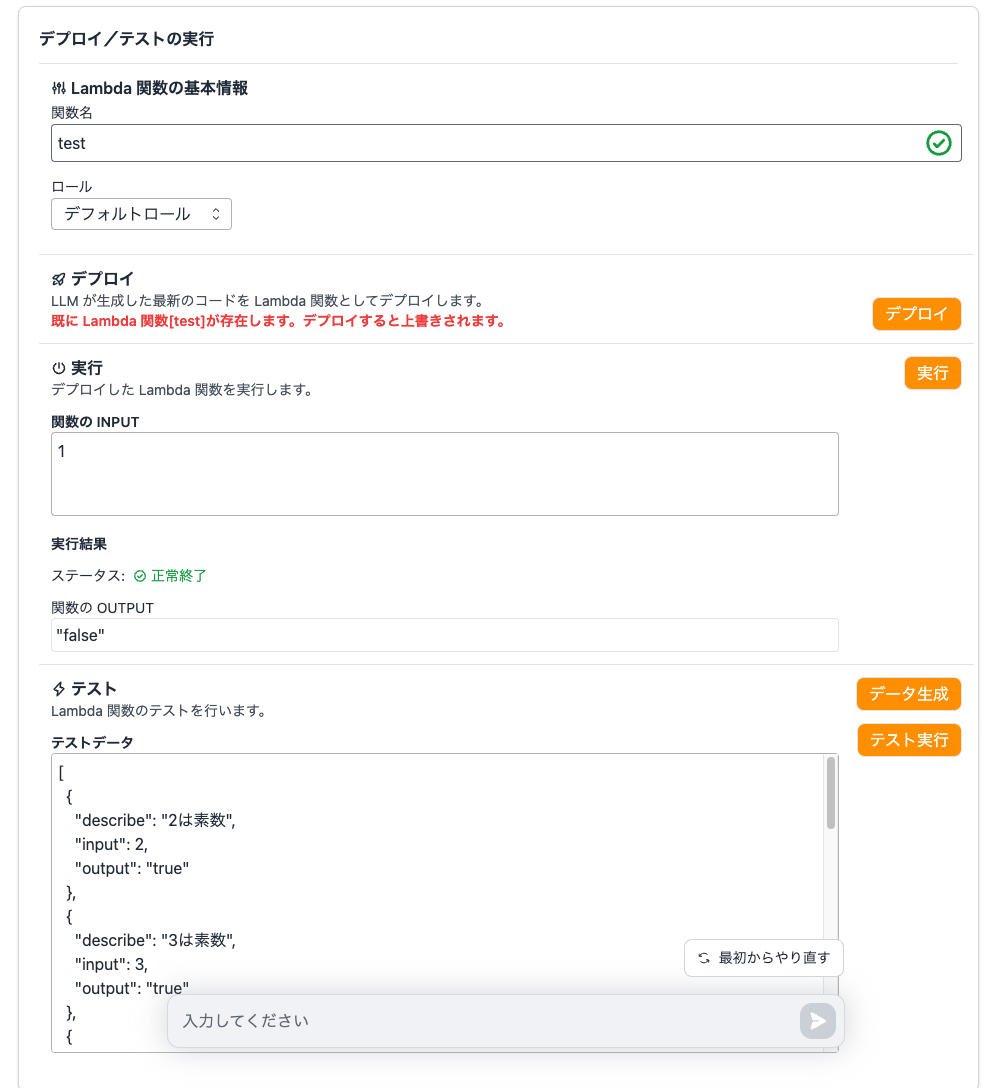 デプロイ／テストの実行
Lambda 関数の基本情報
関数名
test
ロール
デフォルトロール
デプロイ
LLM が生成した最新のコードを Lambda 関数としてデプロイします。
既に Lambda 関数[test]が存在します。デプロイすると上書きされます。
デプロイ
実行
デプロイした Lambda 関数を実行します。
実行
関数の INPUT
1
実行結果
ステータス: 正常終了
関数の OUTPUT
"false"
テスト
Lambda 関数のテストを行います。
データ生成
テスト実行
テストデータ
[
{
"describe": "2は素数",
"input": 2,
"output": "true"
},
{
"describe": "3は素数",
"input": 3,
"output": "true"
},
{
最初からやり直す
入力してください